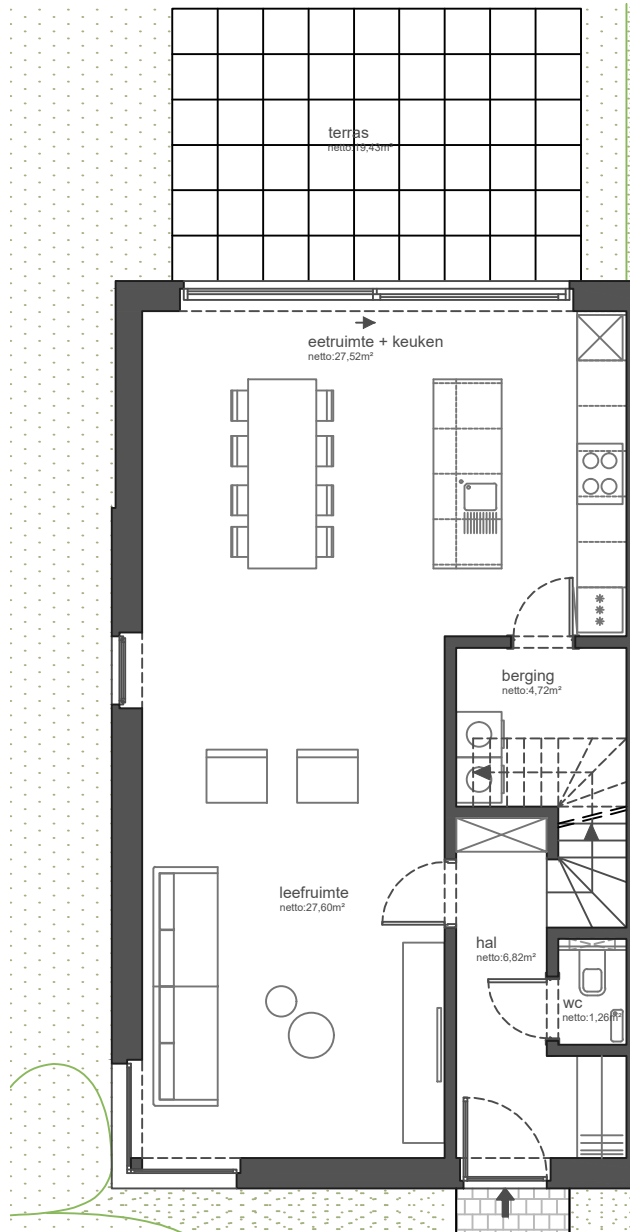 terras
netto:19,43m²
eetruimte + keuken
netto:27,52m²
berging
netto:4,72m²
leefruimte
netto:27,60m²
hal
netto:6,82m²
wc
netto:1,26m²